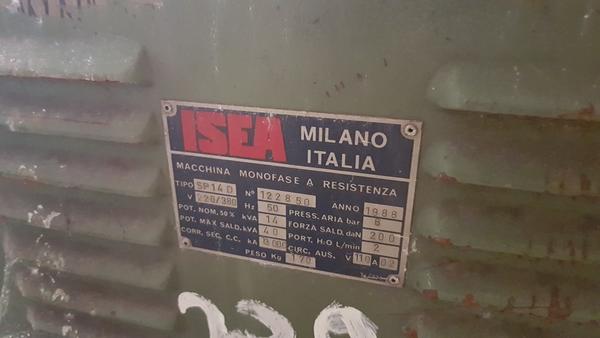 ISEA MILANO
ITALIA
MACCHINA MONOFASE A RESISTENZA
TIPO SP14D N° 122850 ANNO 1988
V 220/380 Hz 50 PRESS. ARIA bar 6
POT. NOM. 50% kVA 14 FORZA SALD. daN 200
POT. MAX SALD. kVA 40 PORT. H2O L/min 2
CORR. SEC. C.C. kA CIRC. AUS. V 110 A 02
PESO Kg 170
220